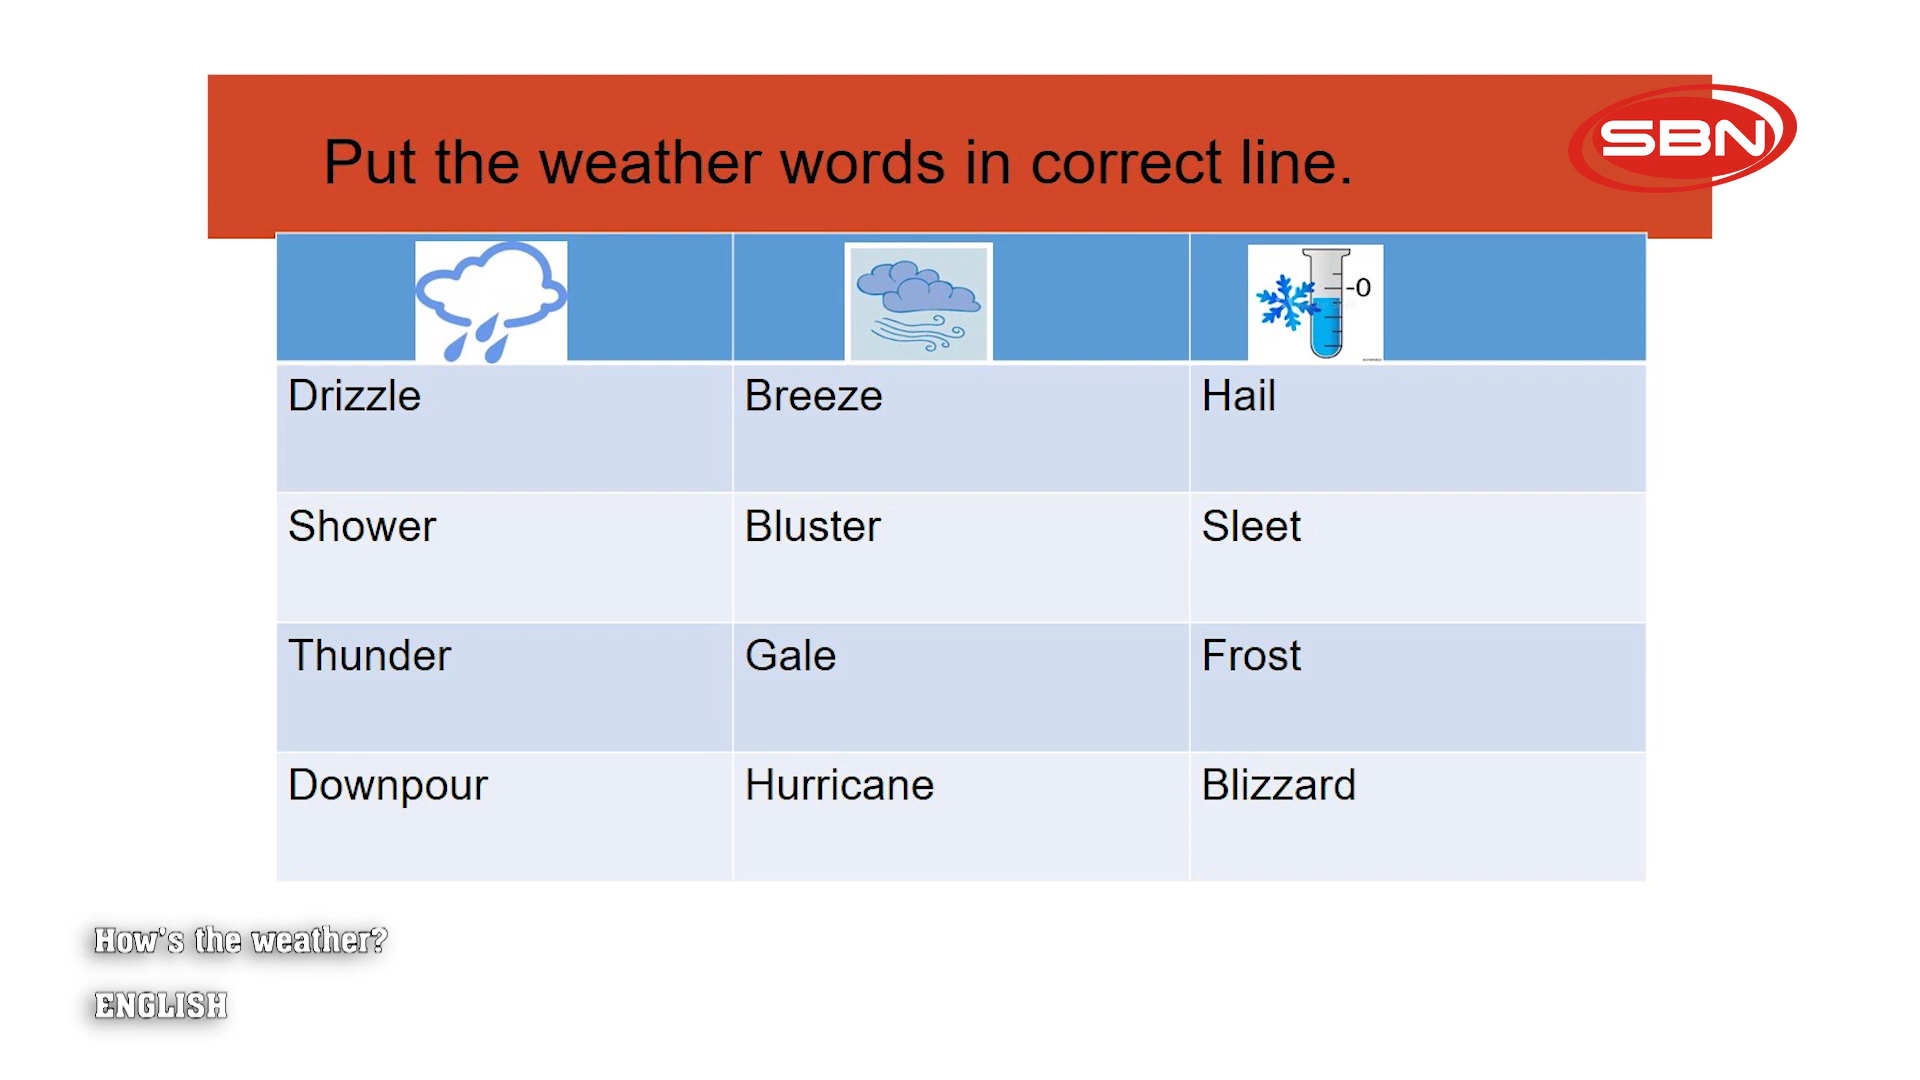 Put the weather words in correct line.
SBN
-0
Drizzle Breeze Hail
Shower Bluster Sleet
Thunder Gale Frost
Downpour Hurricane Blizzard
How's the weather?
ENGLISH